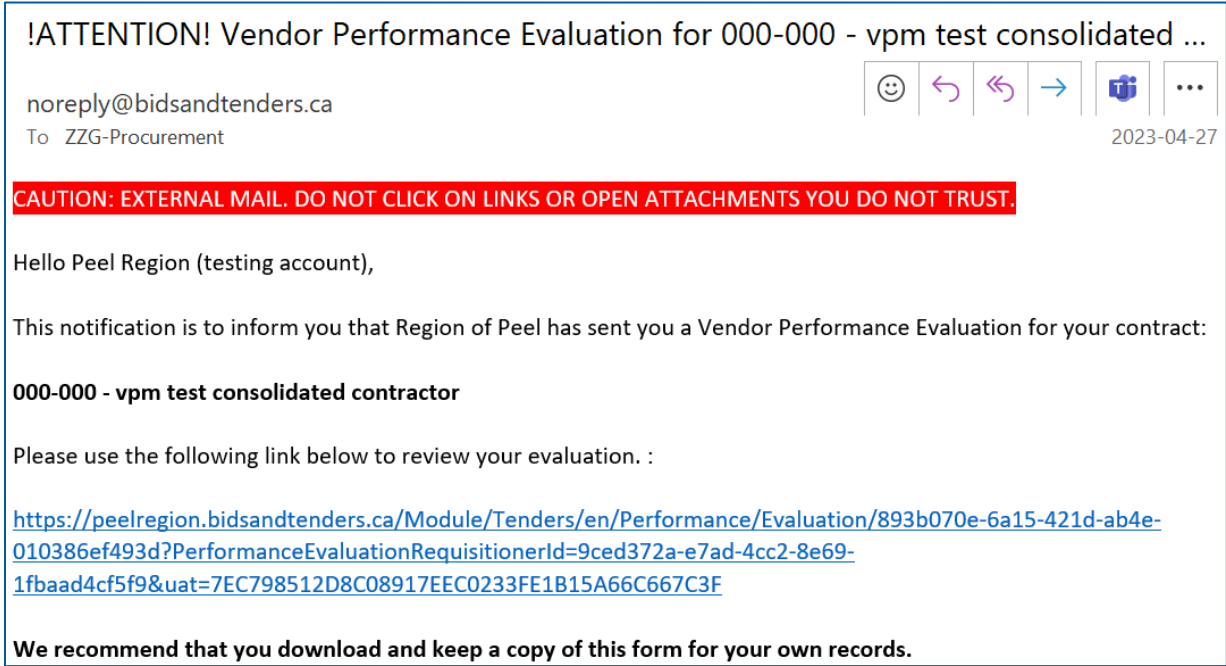 !ATTENTION! Vendor Performance Evaluation for 000-000 - vpm test consolidated ...
noreply@bidsandtenders.ca
To ZZG-Procurement
2023-04-27
CAUTION: EXTERNAL MAIL. DO NOT CLICK ON LINKS OR OPEN ATTACHMENTS YOU DO NOT TRUST.
Hello Peel Region (testing account),
This notification is to inform you that Region of Peel has sent you a Vendor Performance Evaluation for your contract:
000-000 - vpm test consolidated contractor
Please use the following link below to review your evaluation. :
https://peelregion.bidsandtenders.ca/Module/Tenders/en/Performance/Evaluation/893b070e-6a15-421d-ab4e-
010386ef493d?PerformanceEvaluationRequisitionerId=9ced372a-e7ad-4cc2-8e69-
1fbaad4cf5f9&uat=7EC798512D8C08917EEC0233FE1B15A66C667C3F
We recommend that you download and keep a copy of this form for your own records.